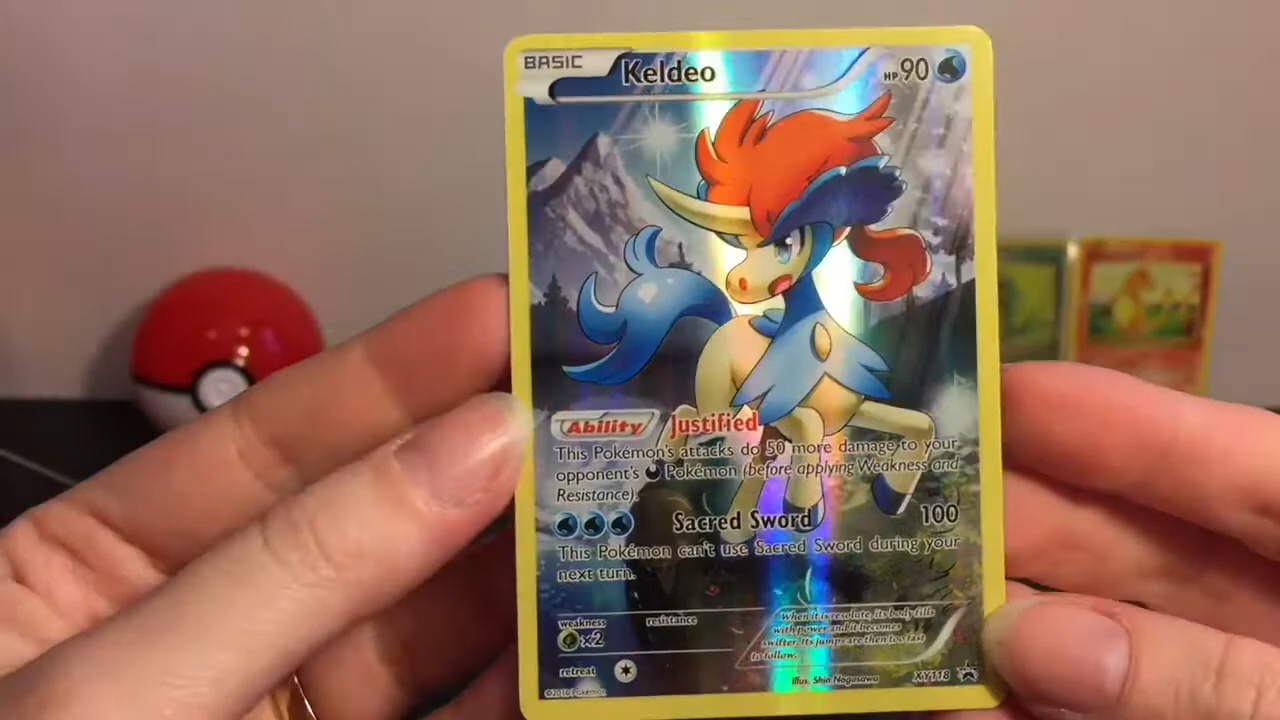 BASIC Keldeo HP 90
Ability Justified
This Pokémon's attacks do 50 more damage to your
opponent's Pokémon (before applying Weakness and
Resistance).
Sacred Sword 100
This Pokémon can't use Sacred Sword during your
next turn.
weakness resistance
×2
When it is resolute, its body fills
with power and it becomes
swifter. Its jumps are then too fast
to follow.
retreat
Illus. Shin Nagasawa XY118
©2016 Pokémon